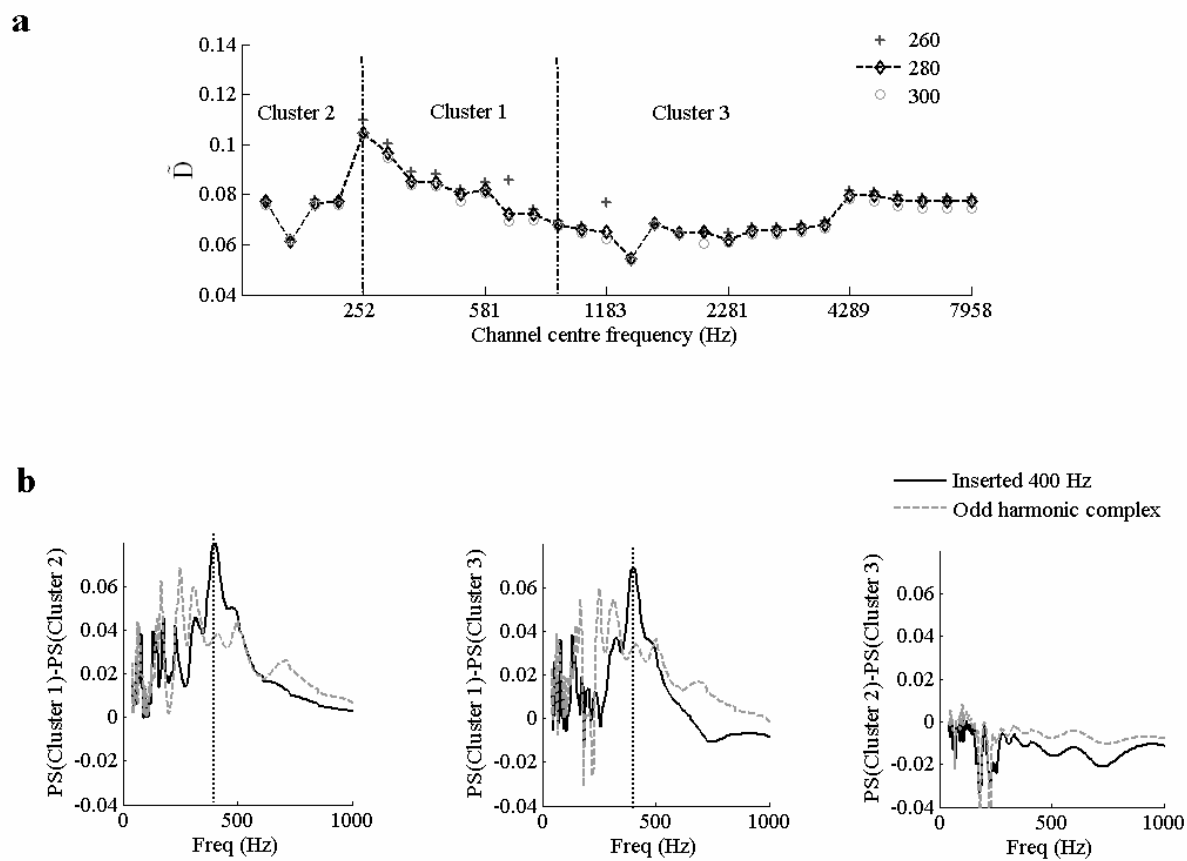 a
0.14
0.12
0.1
0.08
0.06
0.04
D̃
Cluster 2
Cluster 1
Cluster 3
260
280
300
252
581
1183
2281
4289
7958
Channel centre frequency (Hz)
b
Inserted 400 Hz
Odd harmonic complex
PS(Cluster 1)-PS(Cluster 2)
0.06
0.04
0.02
0
-0.02
-0.04
0
500
1000
Freq (Hz)
PS(Cluster 1)-PS(Cluster 3)
0.06
0.04
0.02
0
-0.02
-0.04
0
500
1000
Freq (Hz)
PS(Cluster 2)-PS(Cluster 3)
0.06
0.04
0.02
0
-0.02
-0.04
0
500
1000
Freq (Hz)